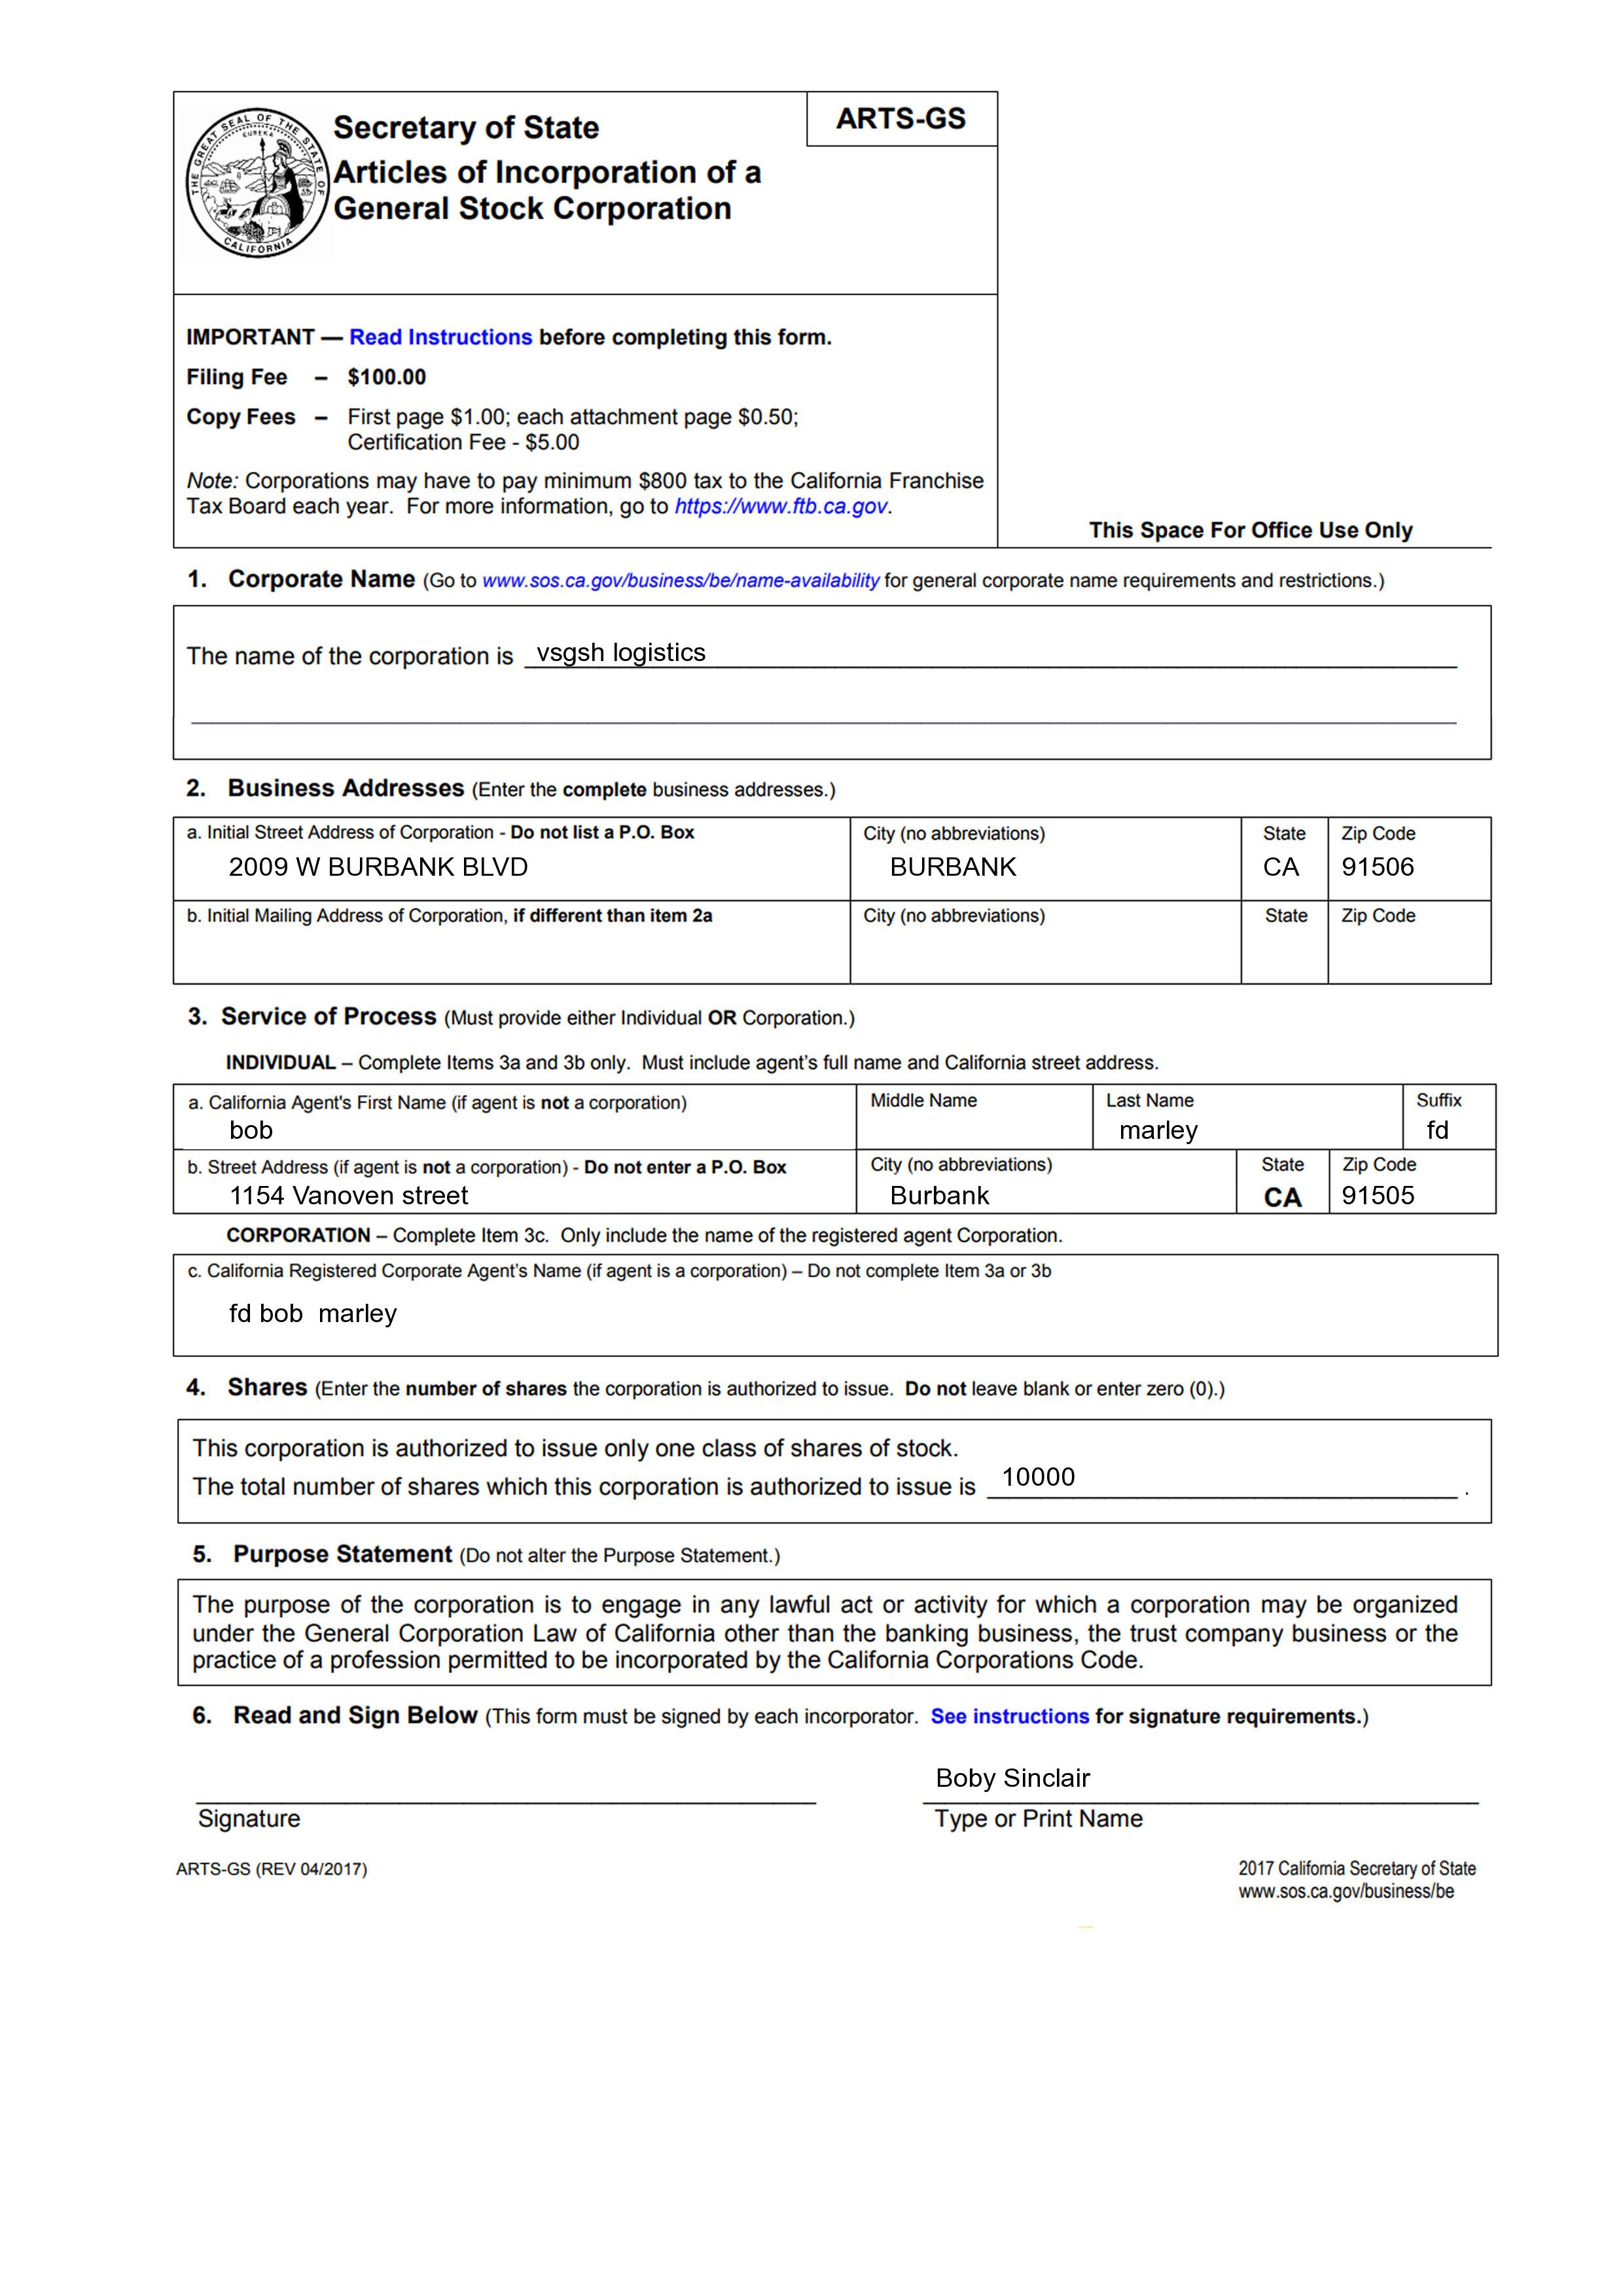 THE GREAT SEAL OF THE STATE OF CALIFORNIA
EUREKA
Secretary of State
ARTS-GS
Articles of Incorporation of a
General Stock Corporation
IMPORTANT — Read Instructions before completing this form.
Filing Fee – $100.00
Copy Fees – First page $1.00; each attachment page $0.50;
Certification Fee - $5.00
Note: Corporations may have to pay minimum $800 tax to the California Franchise
Tax Board each year. For more information, go to https://www.ftb.ca.gov.
This Space For Office Use Only
1. Corporate Name (Go to www.sos.ca.gov/business/be/name-availability for general corporate name requirements and restrictions.)
The name of the corporation is vsgsh logistics
2. Business Addresses (Enter the complete business addresses.)
a. Initial Street Address of Corporation - Do not list a P.O. Box City (no abbreviations) State Zip Code
2009 W BURBANK BLVD BURBANK CA 91506
b. Initial Mailing Address of Corporation, if different than item 2a City (no abbreviations) State Zip Code
3. Service of Process (Must provide either Individual OR Corporation.)
INDIVIDUAL – Complete Items 3a and 3b only. Must include agent’s full name and California street address.
a. California Agent's First Name (if agent is not a corporation) Middle Name Last Name Suffix
bob marley fd
b. Street Address (if agent is not a corporation) - Do not enter a P.O. Box City (no abbreviations) State Zip Code
1154 Vanoven street Burbank CA 91505
CORPORATION – Complete Item 3c. Only include the name of the registered agent Corporation.
c. California Registered Corporate Agent’s Name (if agent is a corporation) – Do not complete Item 3a or 3b
fd bob marley
4. Shares (Enter the number of shares the corporation is authorized to issue. Do not leave blank or enter zero (0).)
This corporation is authorized to issue only one class of shares of stock.
The total number of shares which this corporation is authorized to issue is 10000 .
5. Purpose Statement (Do not alter the Purpose Statement.)
The purpose of the corporation is to engage in any lawful act or activity for which a corporation may be organized
under the General Corporation Law of California other than the banking business, the trust company business or the
practice of a profession permitted to be incorporated by the California Corporations Code.
6. Read and Sign Below (This form must be signed by each incorporator. See instructions for signature requirements.)
Boby Sinclair
Signature Type or Print Name
ARTS-GS (REV 04/2017) 2017 California Secretary of State
www.sos.ca.gov/business/be